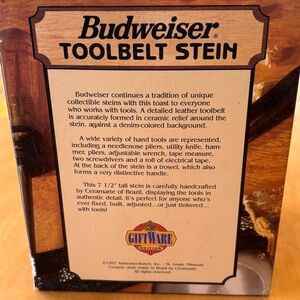 Budweiser®
TOOLBELT STEIN
Budweiser continues a tradition of unique
collectible steins with this toast to everyone
who works with tools. A detailed leather toolbelt
is accurately formed in ceramic relief around the
stein, against a denim-colored background.
A wide variety of hand tools are represented,
including a needlenose pliers, utility knife, ham-
mer, pliers, adjustable wrench, tape measure,
two screwdrivers and a roll of electrical tape.
At the back of the stein is a trowel, which also
forms a very distinctive handle.
This 7 1/2" tall stein is carefully handcrafted
by Ceramarte of Brazil, displaying the tools in
authentic detail. It's perfect for anyone who's
ever fixed, built, adjusted...or just tinkered...
with tools!
GIFTWARE
EDITION
©1997 Anheuser-Busch, Inc. · St. Louis, Missouri
Ceramic stein made in Brazil by Ceramarte.
All rights reserved.